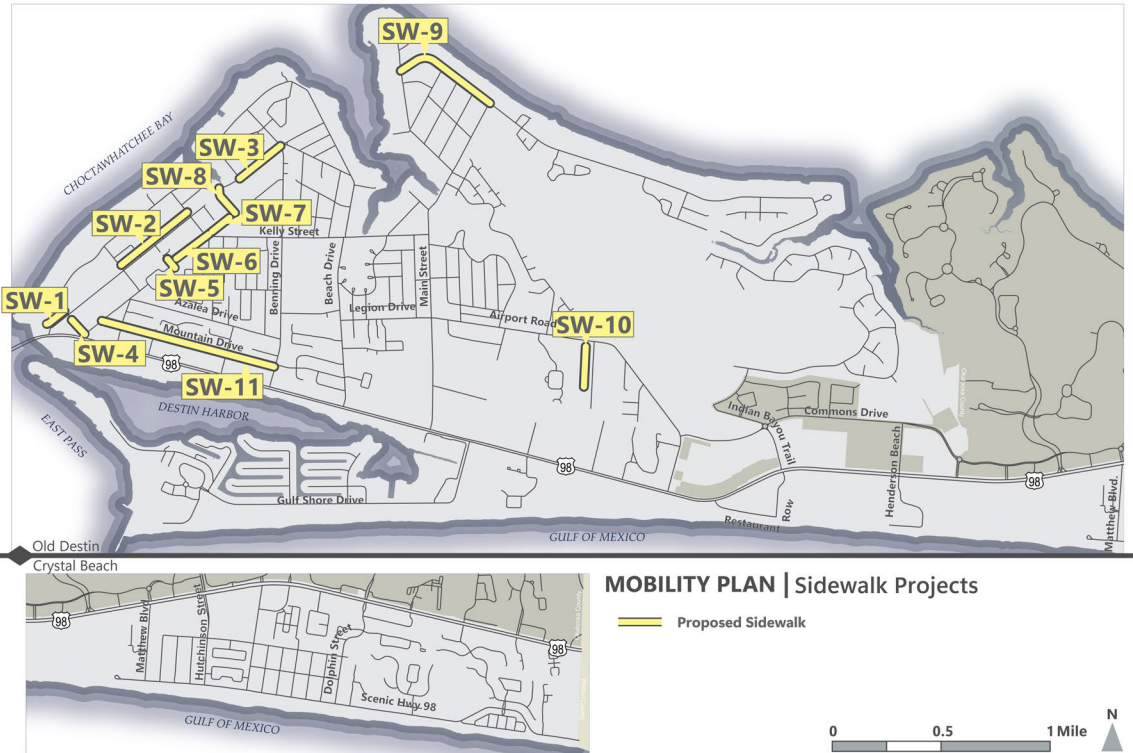 SW-9
CHOCTAWHATCHEE BAY
SW-3
SW-8
SW-2
SW-7
Kelly Street
SW-6
SW-5
SW-1
Azalea Drive
Benning Drive
Beach Drive
Legion Drive
Main Street
Airport Road
SW-10
Mountain Drive
SW-4
98
SW-11
DESTIN HARBOR
EAST PASS
Indian Bayou Trail
Commons Drive
Henderson Beach
Okaloosa County
98
98
Gulf Shore Drive
Restaurant Row
Matthew Blvd.
GULF OF MEXICO
Old Destin
Crystal Beach
MOBILITY PLAN | Sidewalk Projects
Proposed Sidewalk
98
Matthew Blvd.
Hutchinson Street
Dolphin Street
98
Scenic Hwy 98
GULF OF MEXICO
0 0.5 1 Mile
N